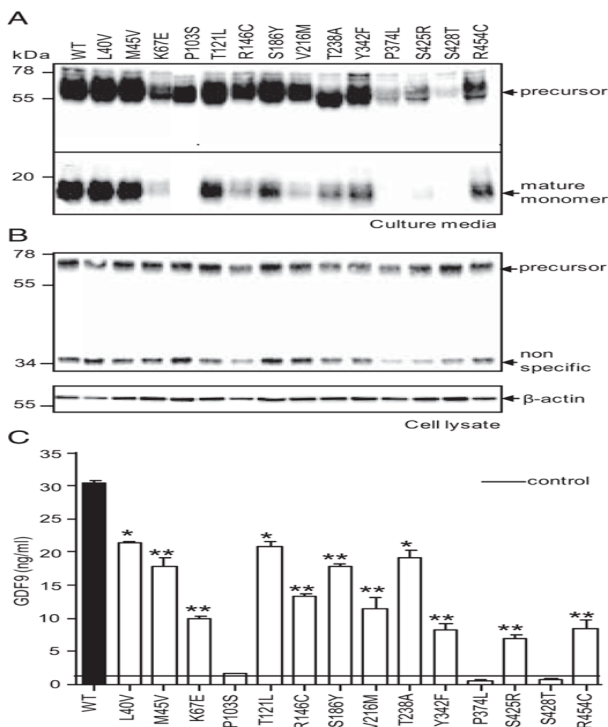 A
kDa
WT L40V M45V K67E P103S T121L R146C S186Y V216M T238A Y342F P374L S425R S428T R454C
78
55
precursor
20
mature
monomer
Culture media
B
78
55
precursor
34
non
specific
55
β-actin
Cell lysate
C
GDF9 (ng/ml)
35
30
25
20
15
10
5
0
control
* ** ** * ** ** ** * ** ** **
WT L40V M45V K67E P103S T121L R146C S186Y V216M T238A Y342F P374L S425R S428T R454C